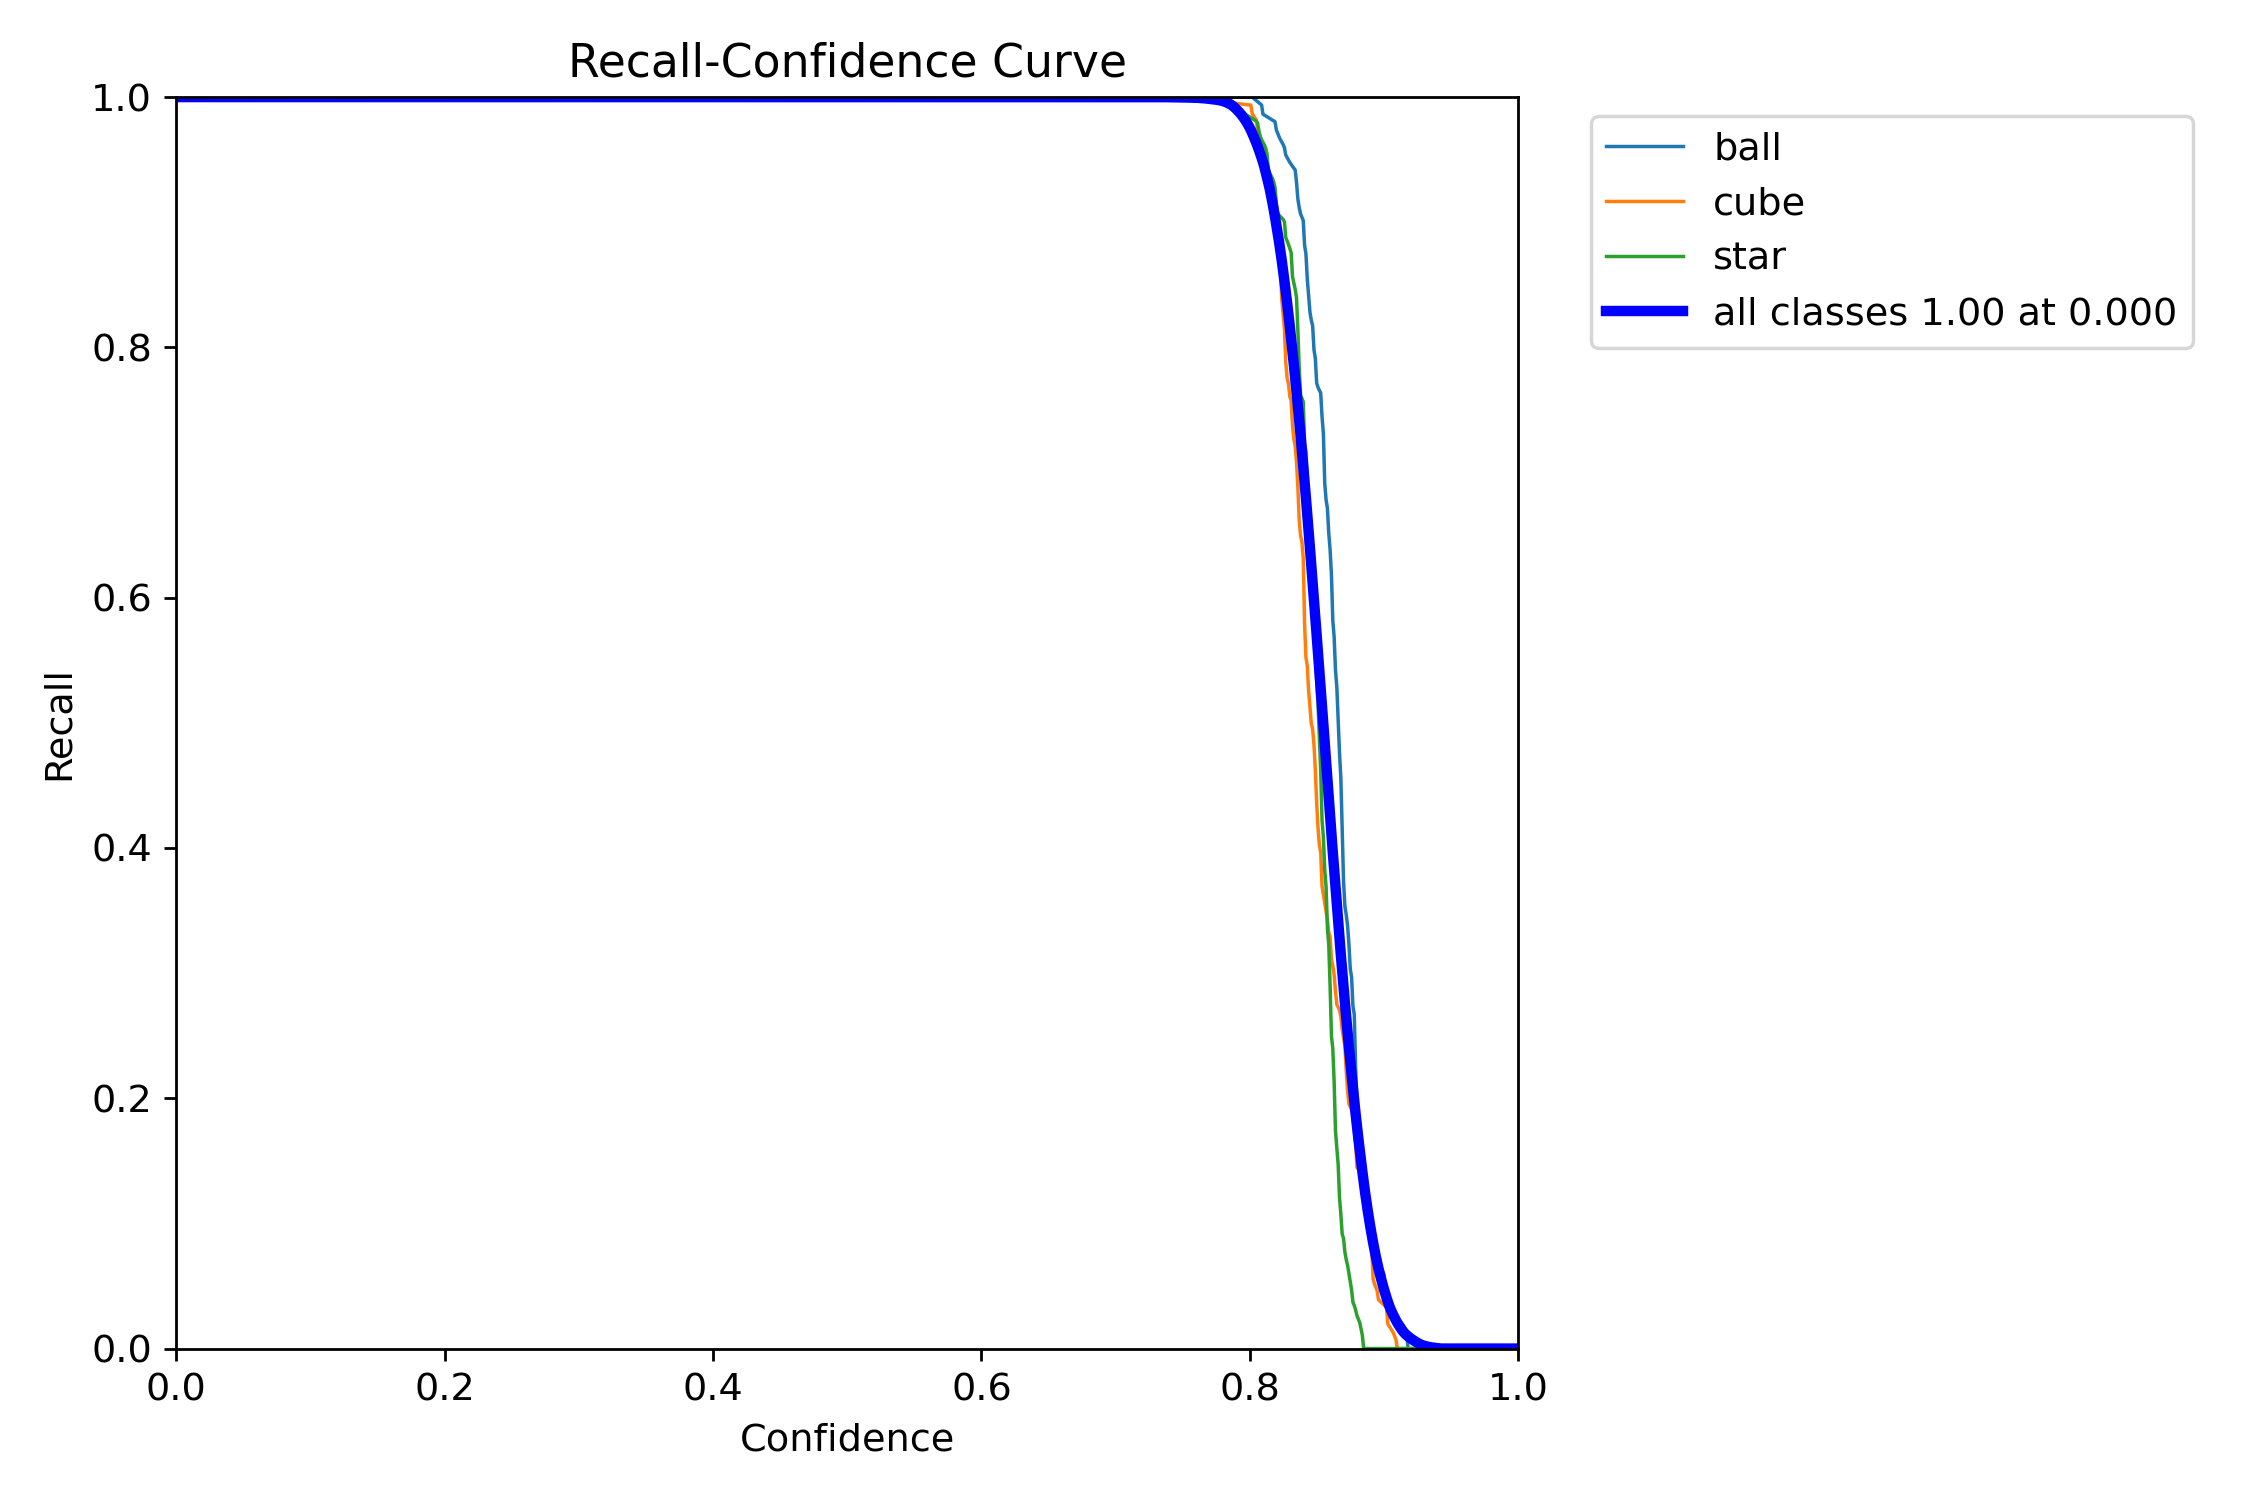 Recall-Confidence Curve
1.0
0.8
0.6
0.4
0.2
0.0
Recall
0.0 0.2 0.4 0.6 0.8 1.0
Confidence
ball
cube
star
all classes 1.00 at 0.000